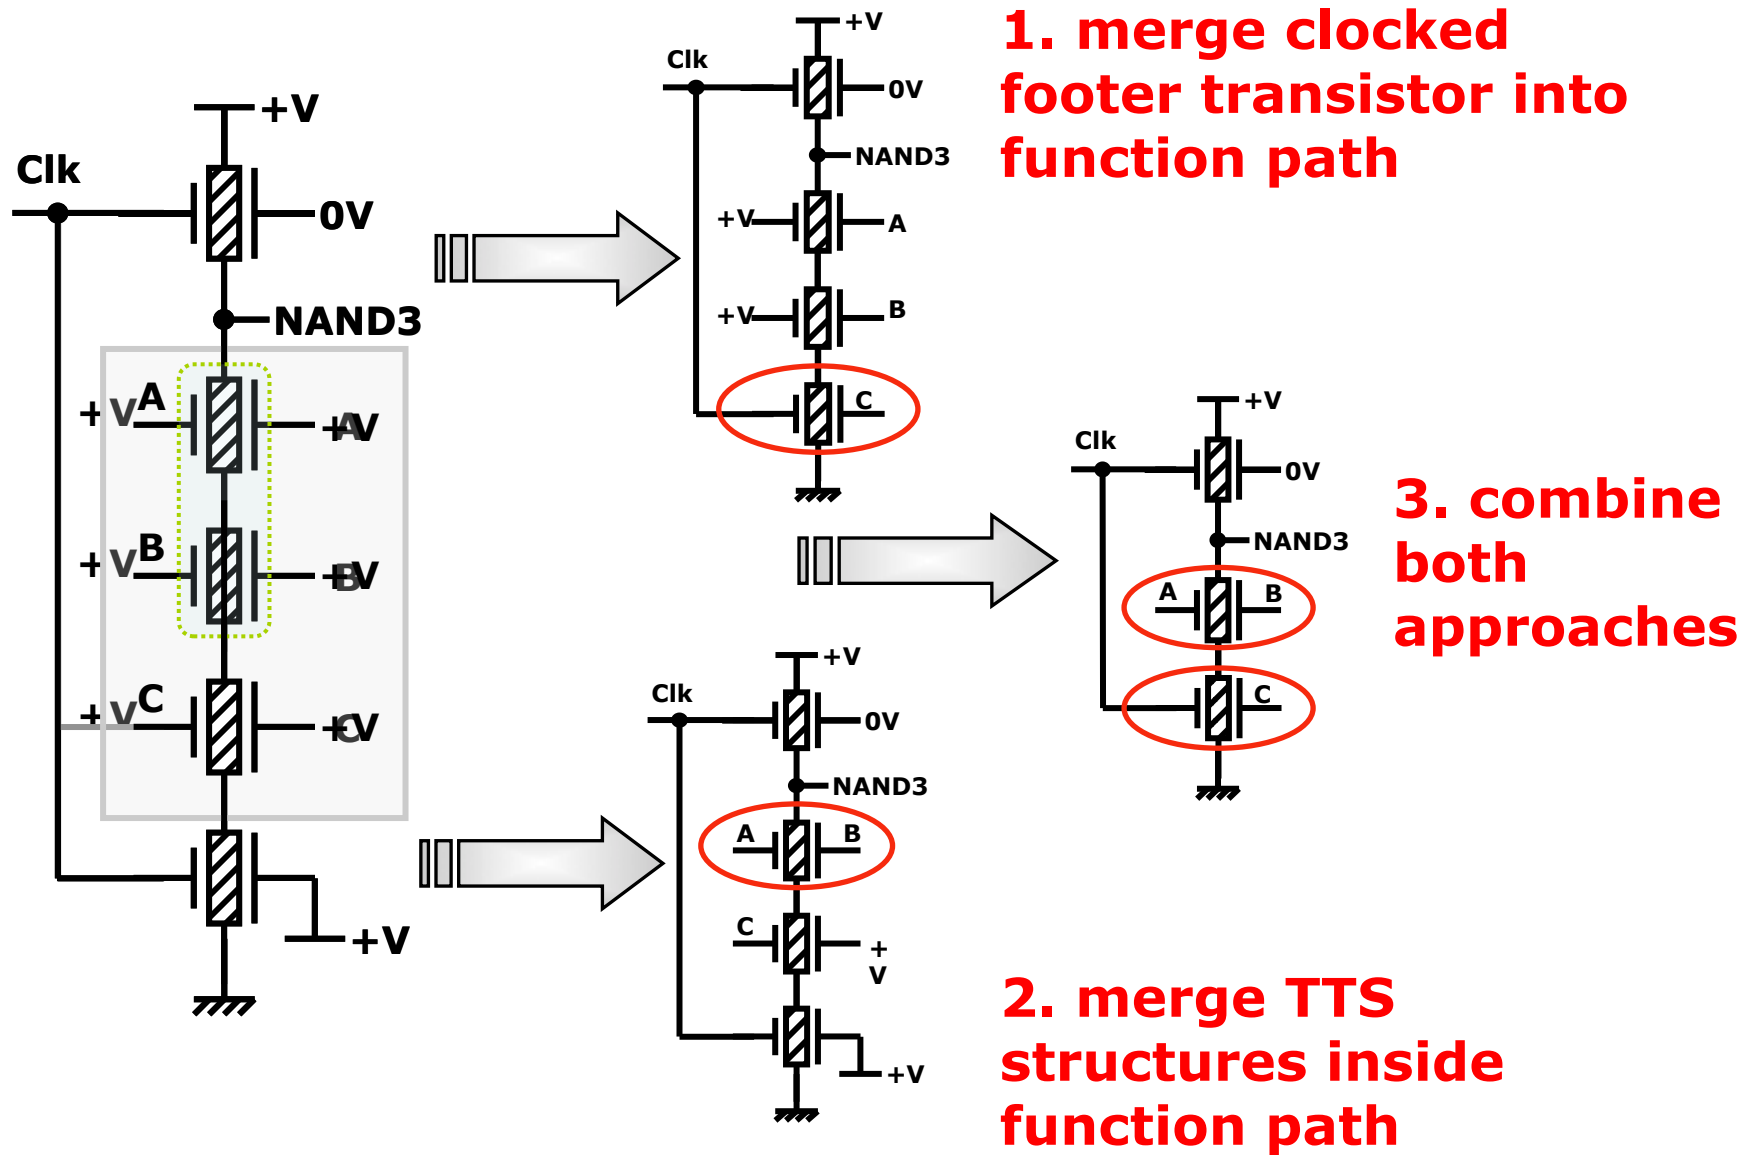 +V
Clk
0V
NAND3
+V A +V A
+V B +V B
+V C +V C
+V
+V
Clk
0V
NAND3
+V A
+V B
C
1. merge clocked
footer transistor into
function path
+V
Clk
0V
NAND3
A B
C
3. combine
both
approaches
+V
Clk
0V
NAND3
A B
C +
V
+V
2. merge TTS
structures inside
function path